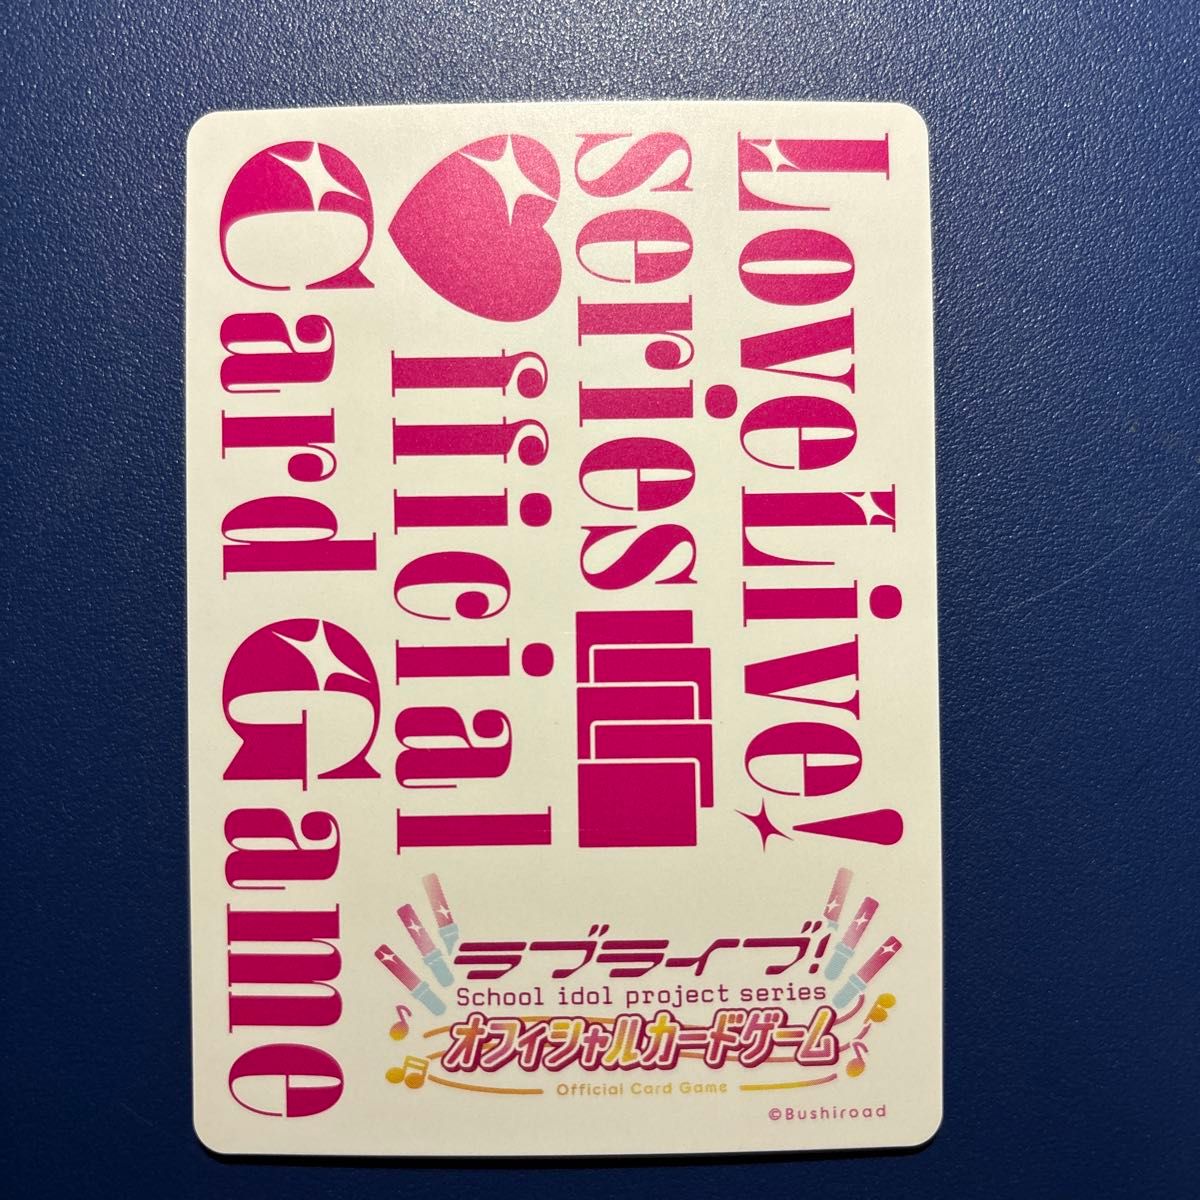 LoveLive!
series
Official
Card Game
ラブライブ!
School idol project series
オフィシャルカードゲーム
Official Card Game
©Bushiroad